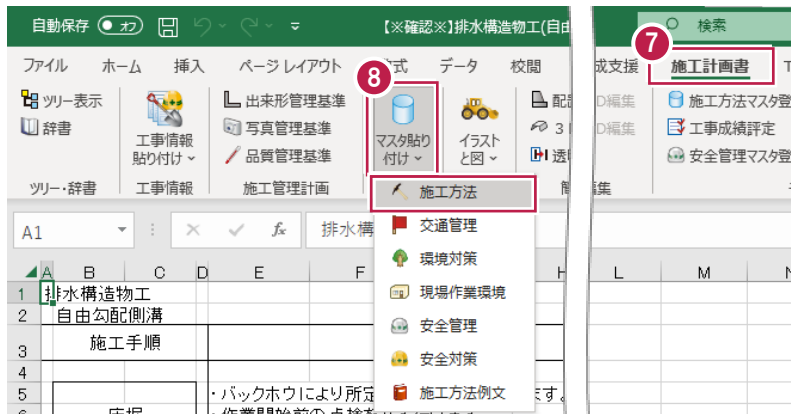 自動保存 オフ 【※確認※】排水構造物工(自由 検索
7
ファイル ホーム 挿入 ページ レイアウト 式 データ 校閲 成支援 施工計画書
8
ツリー表示
辞書
ツリー・辞書
工事情報
貼り付け
工事情報
出来形管理基準
写真管理基準
品質管理基準
施工管理計画
マスタ貼り
付け
イラスト
と図
配
3
透
D編集
D編集
集
施工方法マスタ登
工事成績評定
安全管理マスタ登
施工方法
交通管理
環境対策
現場作業環境
安全管理
安全対策
施工方法例文
A1 fx 排水構
A B C D E F H L M
1 排水構造物工
2 自由勾配側溝
3 施工手順
4
5 ・バックホウにより所定 ます。